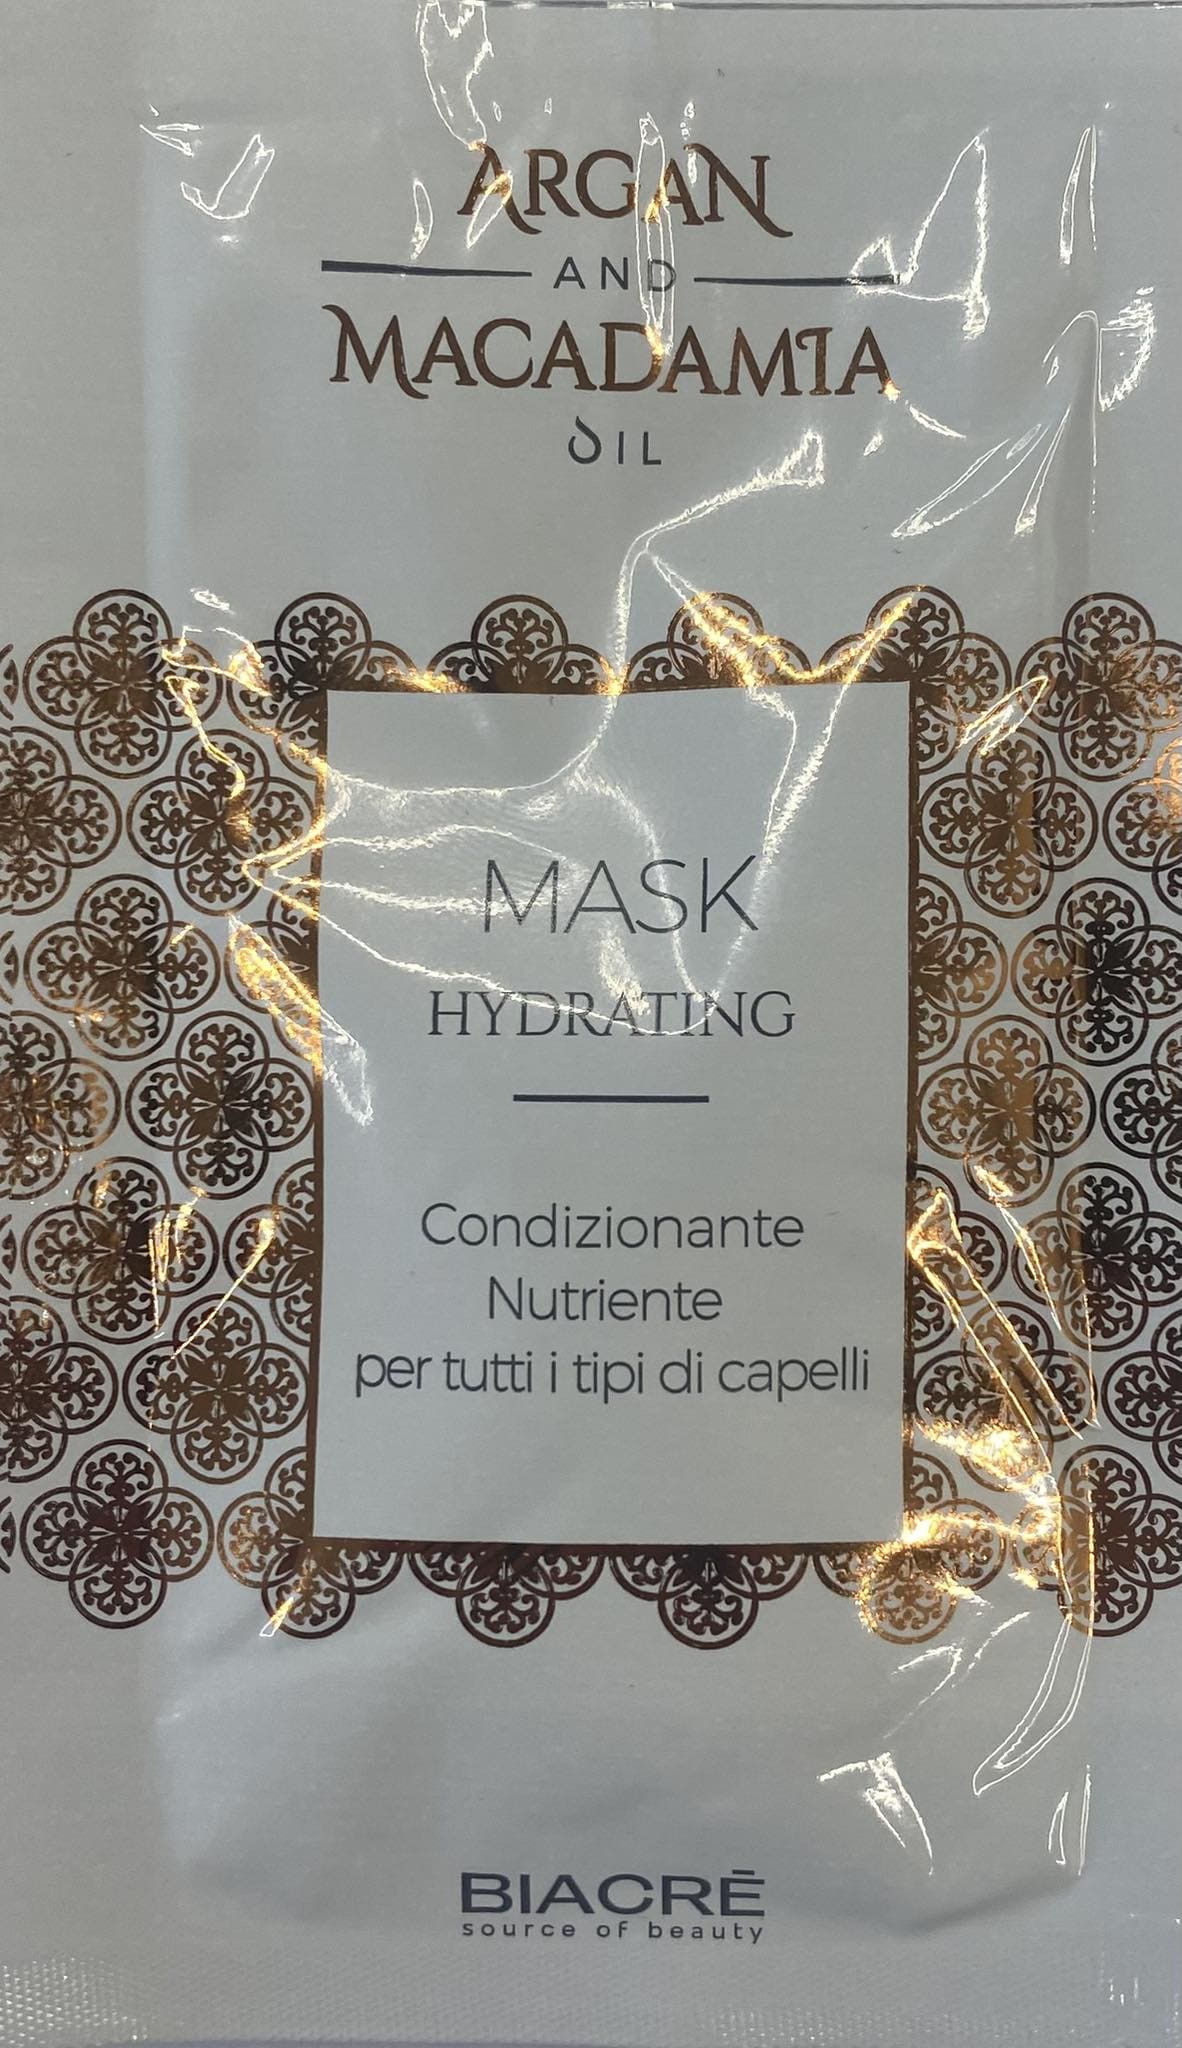 ARGAN
AND
MACADAMIA
OIL
MASK
HYDRATING
Condizionante
Nutriente
per tutti i tipi di capelli
BIACRĒ
source of beauty